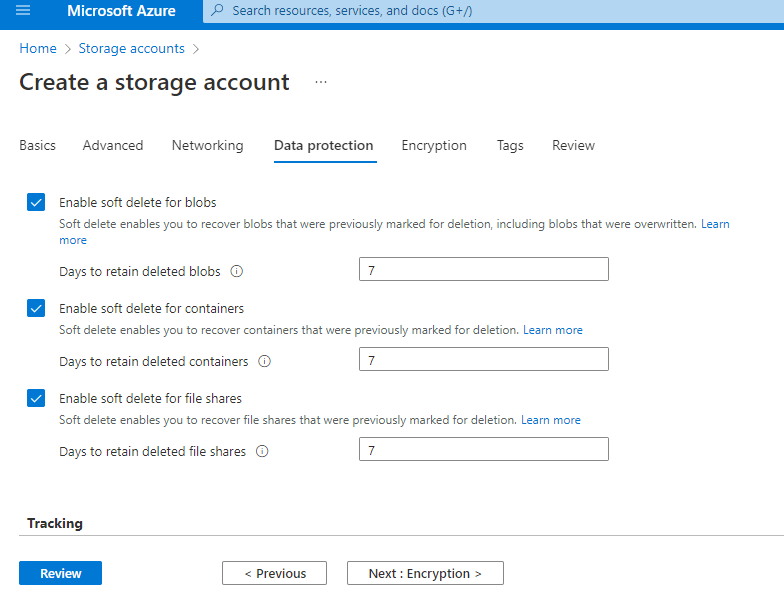 Microsoft Azure
Search resources, services, and docs (G+/)
Home > Storage accounts >
Create a storage account ...
Basics Advanced Networking Data protection Encryption Tags Review
Enable soft delete for blobs
Soft delete enables you to recover blobs that were previously marked for deletion, including blobs that were overwritten. Learn
more
Days to retain deleted blobs 7
Enable soft delete for containers
Soft delete enables you to recover containers that were previously marked for deletion. Learn more
Days to retain deleted containers 7
Enable soft delete for file shares
Soft delete enables you to recover file shares that were previously marked for deletion. Learn more
Days to retain deleted file shares 7
Tracking
Review < Previous Next : Encryption >